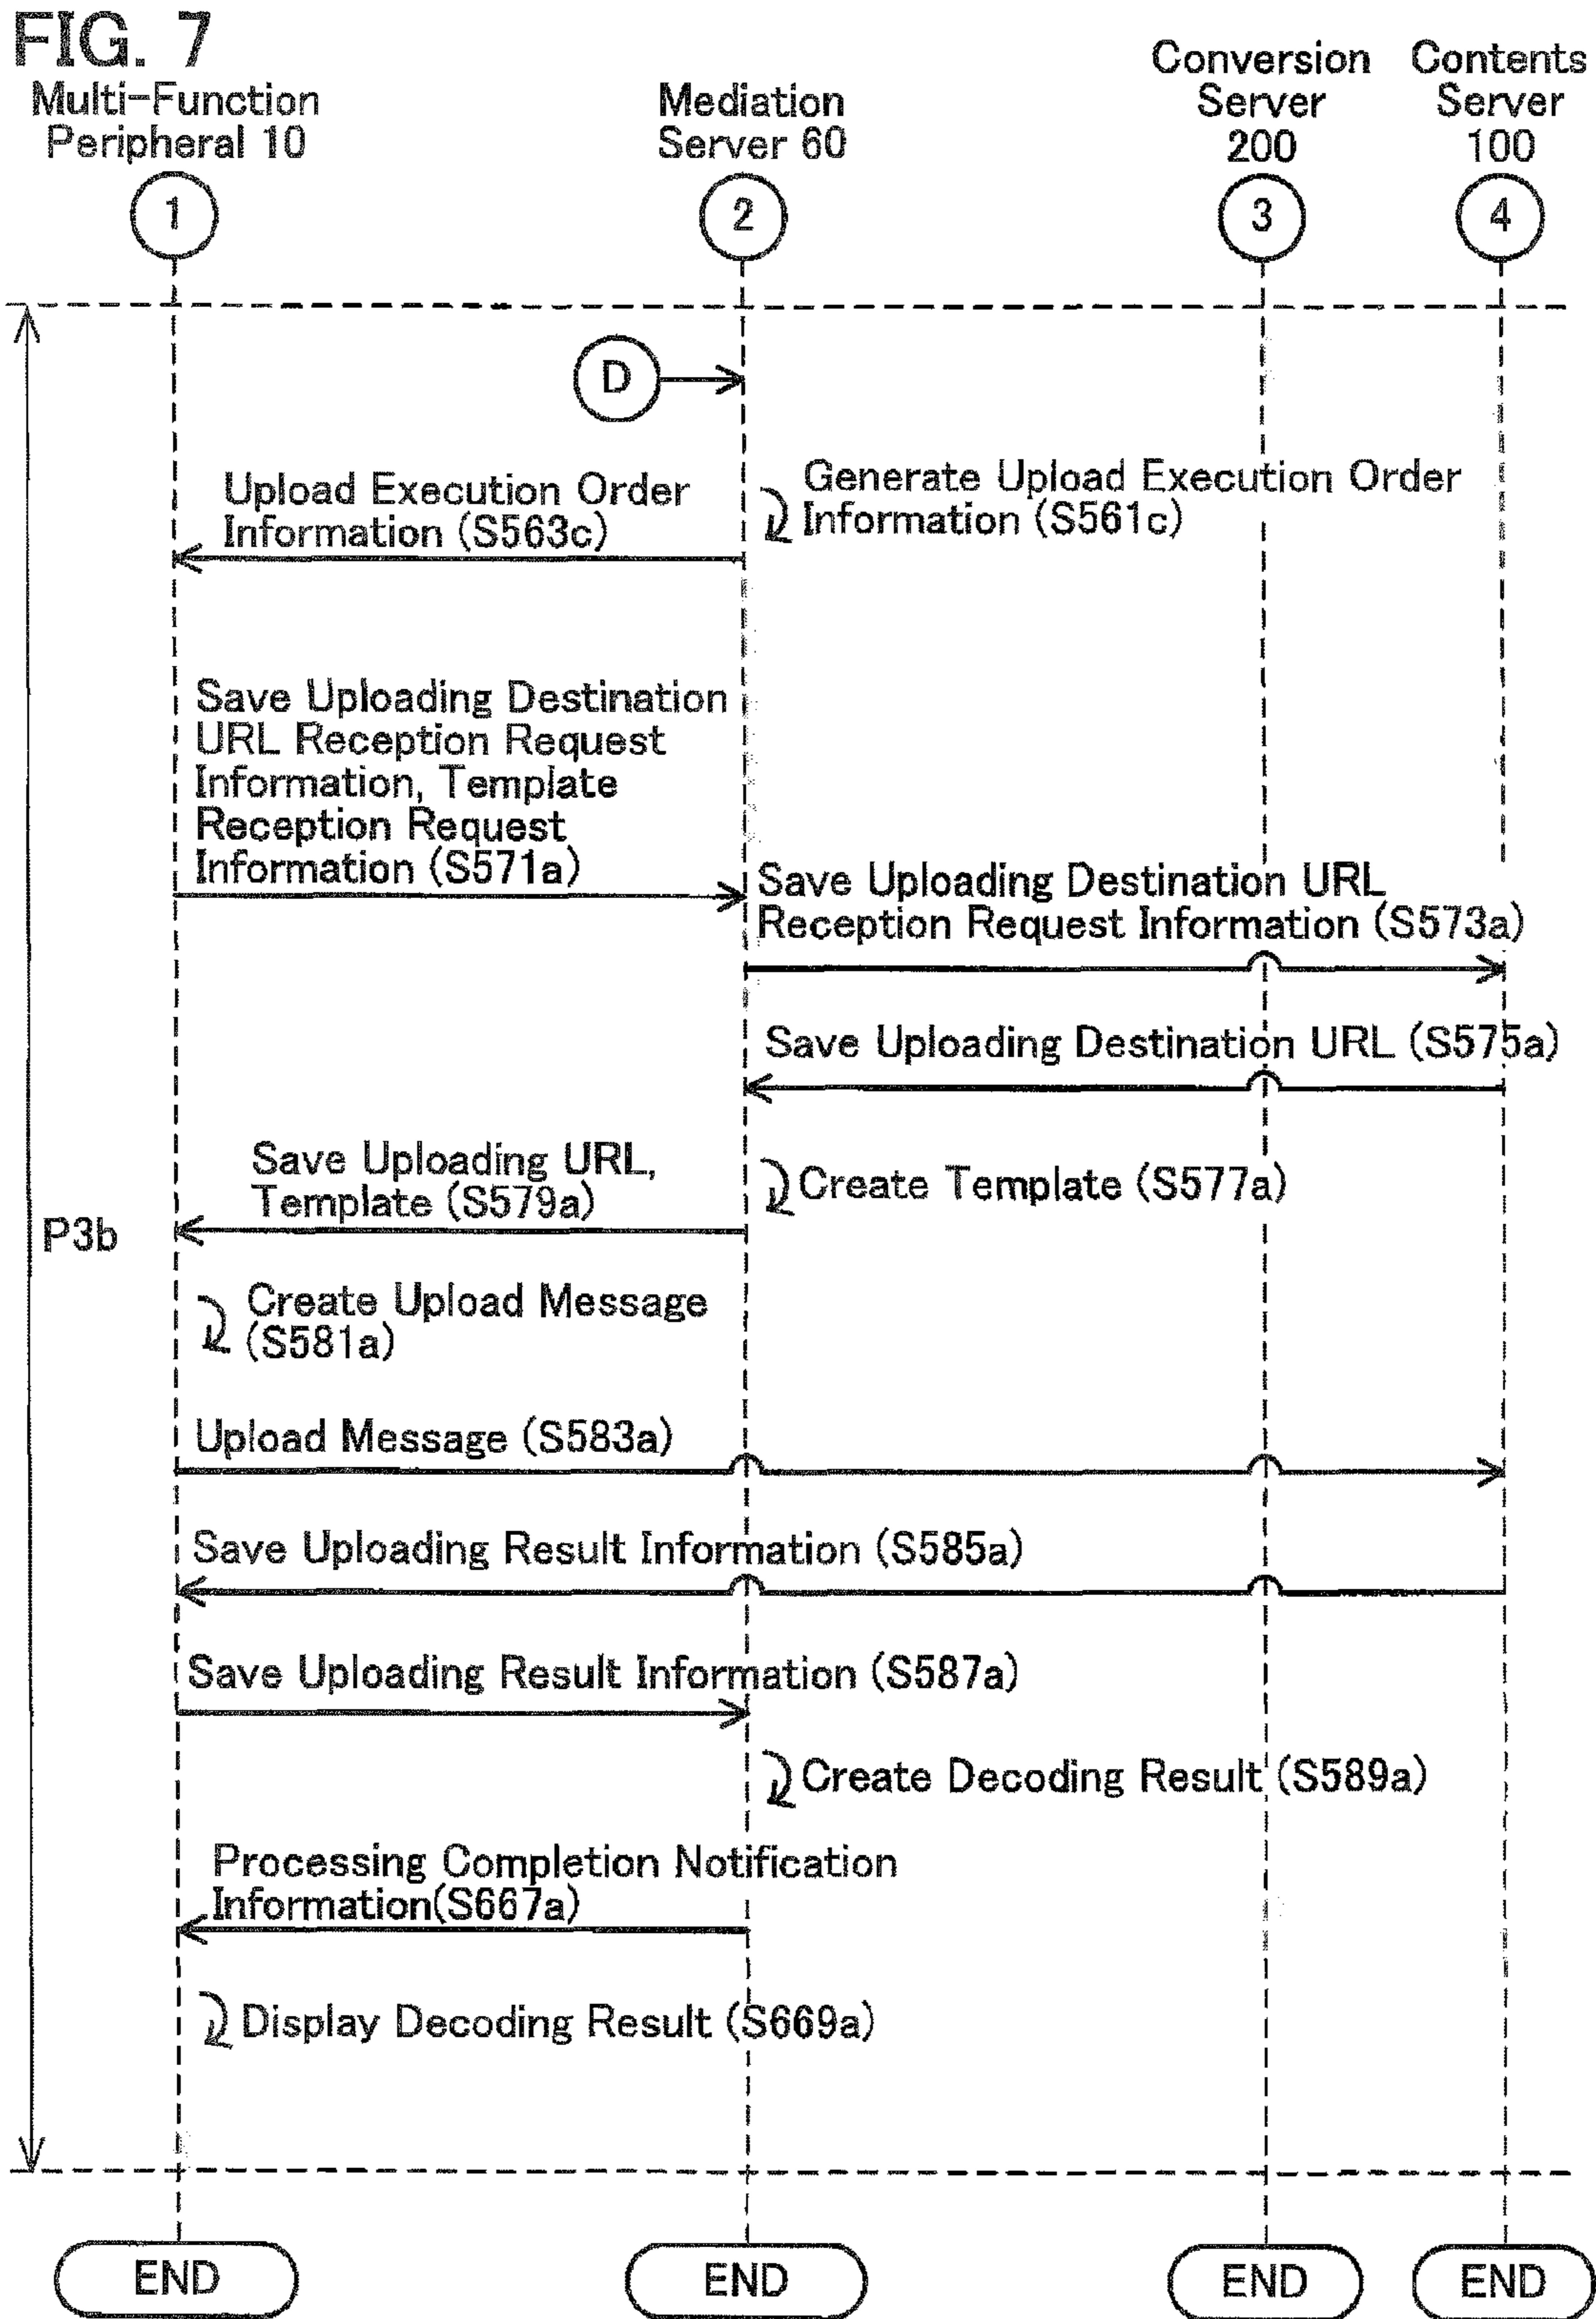 FIG. 7
Multi-Function
Peripheral 10
Mediation
Server 60
Conversion
Server
200
Contents
Server
100
1
2
3
4
D
Generate Upload Execution Order
Information (S561c)
Upload Execution Order
Information (S563c)
Save Uploading Destination
URL Reception Request
Information, Template
Reception Request
Information (S571a)
Save Uploading Destination URL
Reception Request Information (S573a)
Save Uploading Destination URL (S575a)
Create Template (S577a)
Save Uploading URL,
Template (S579a)
P3b
Create Upload Message
(S581a)
Upload Message (S583a)
Save Uploading Result Information (S585a)
Save Uploading Result Information (S587a)
Create Decoding Result (S589a)
Processing Completion Notification
Information(S667a)
Display Decoding Result (S669a)
END
END
END
END